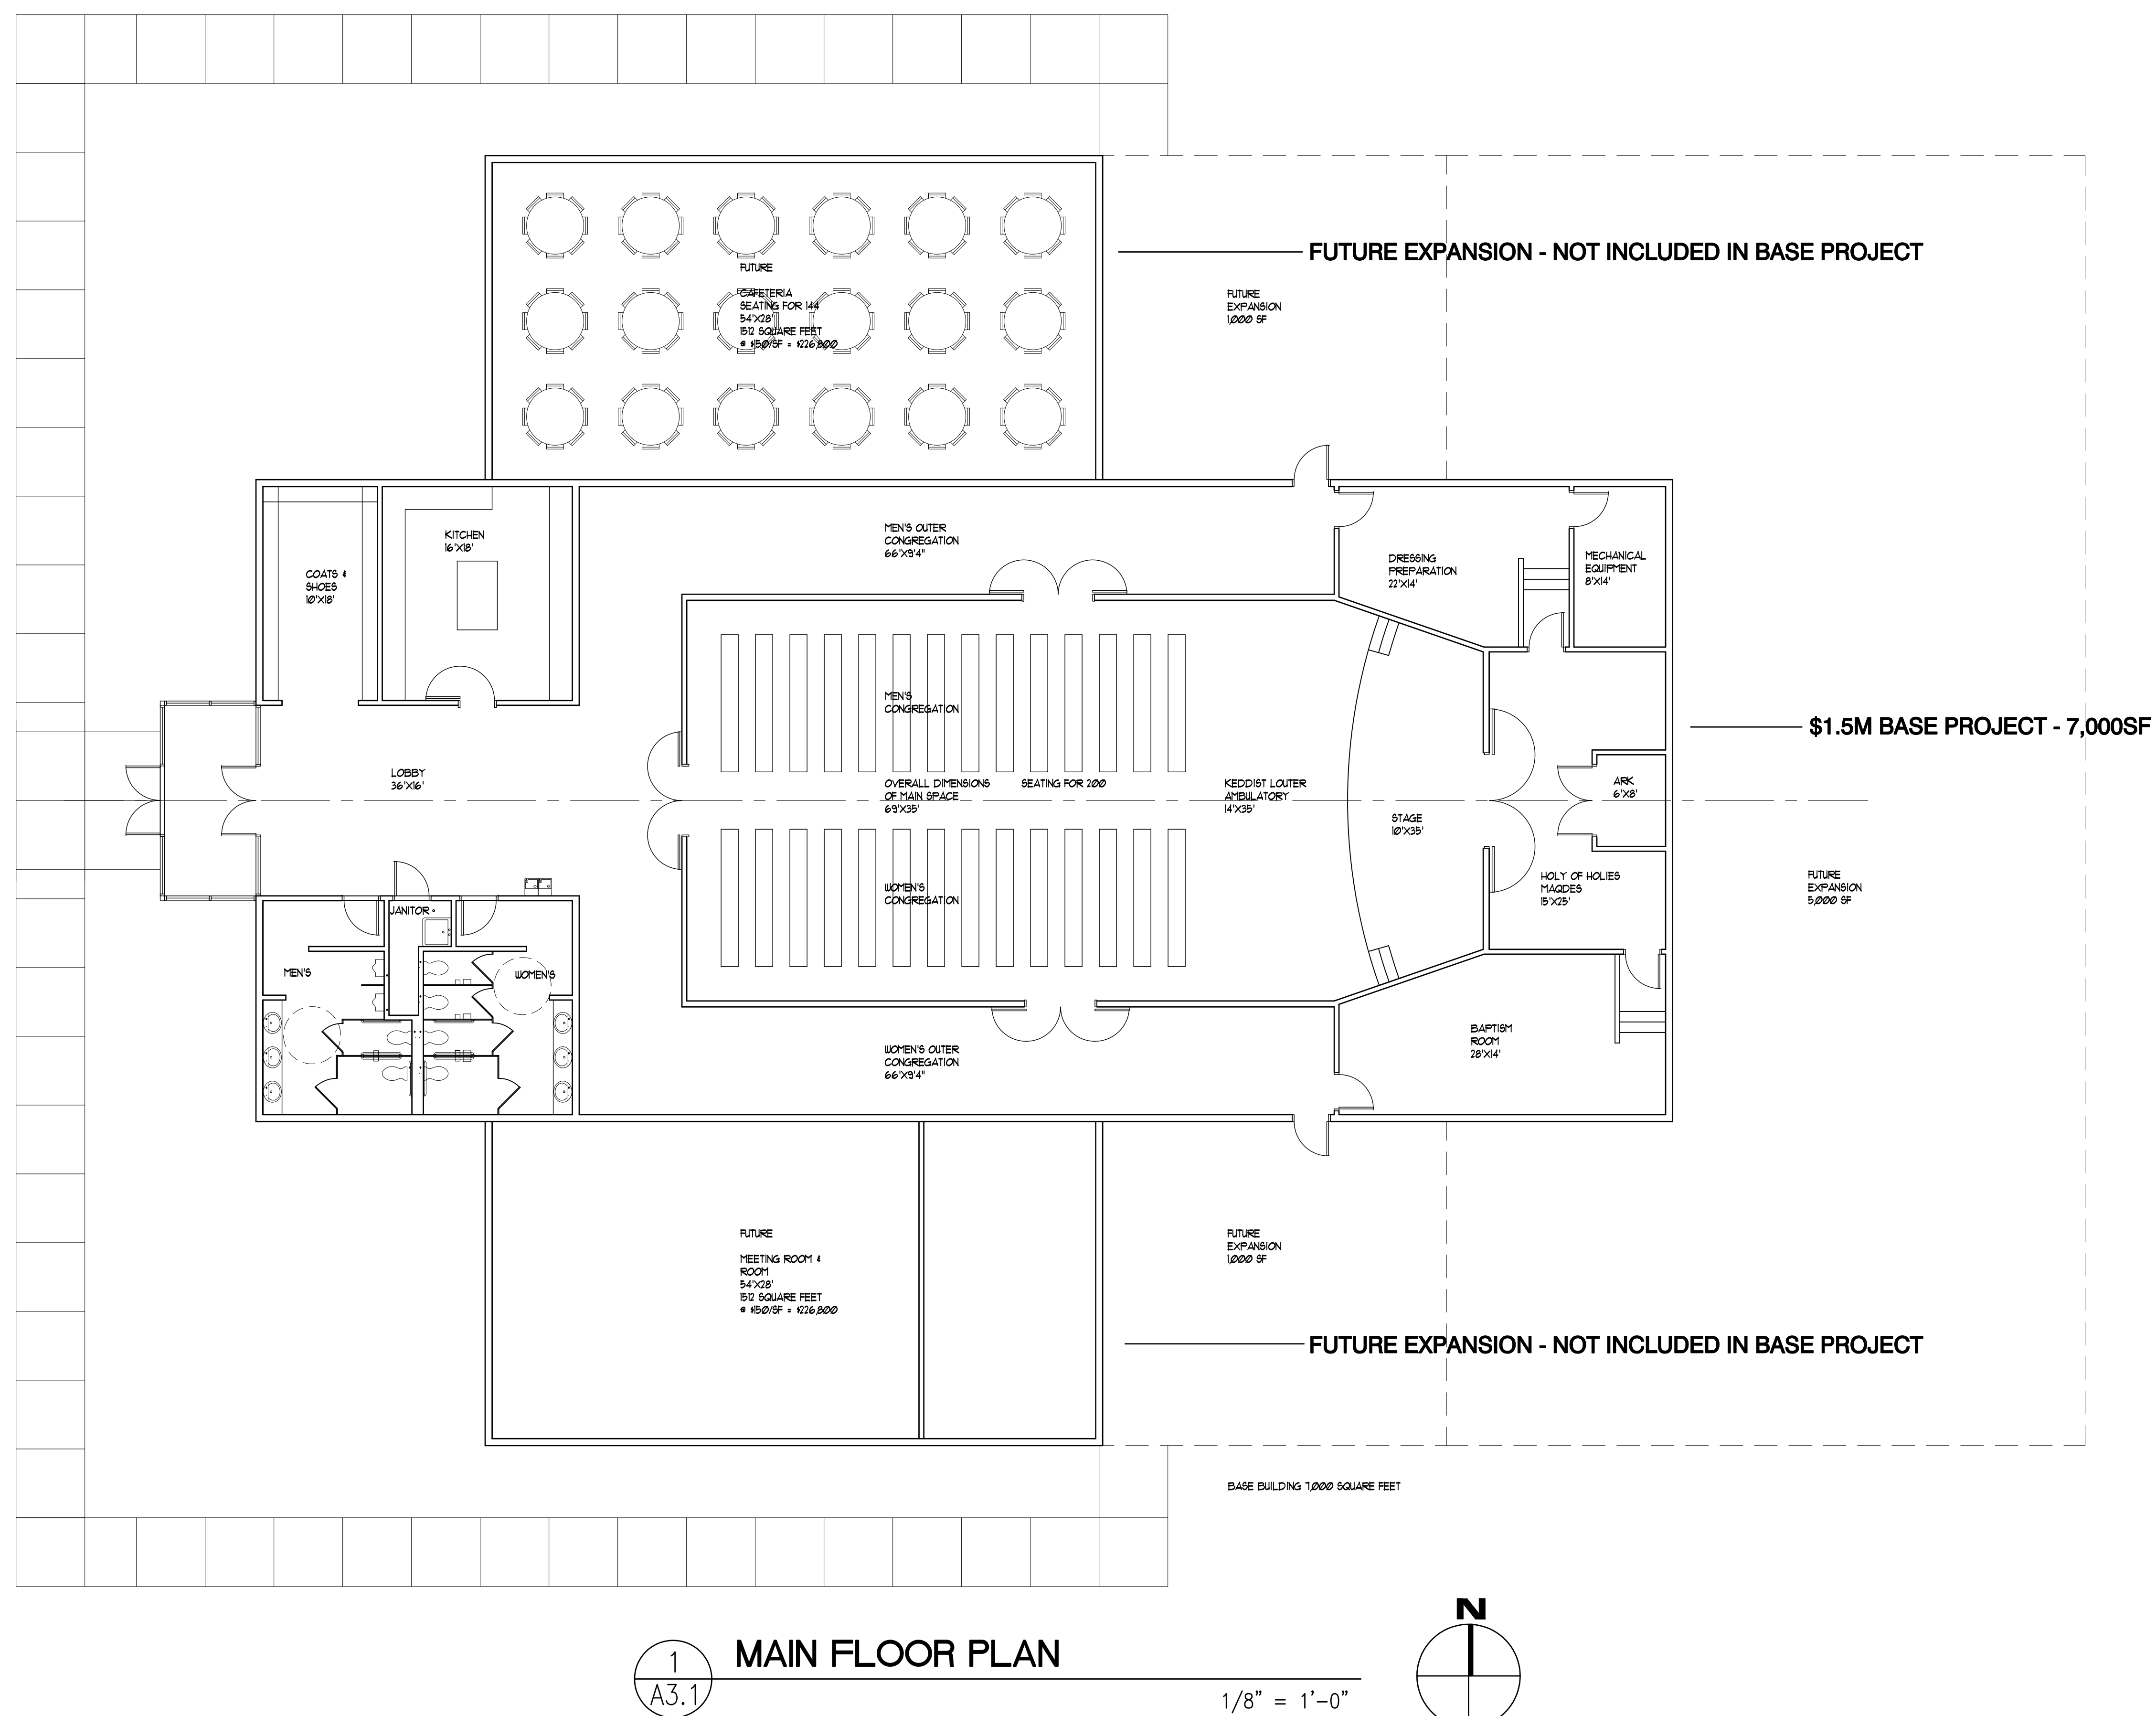 FUTURE EXPANSION - NOT INCLUDED IN BASE PROJECT
FUTURE
CAFETERIA
SEATING FOR 144
54'X28'
1512 SQUARE FEET
@ $150/SF = $226,800
FUTURE
EXPANSION
1,000 SF
MEN'S OUTER
CONGREGATION
66'X9'4"
KITCHEN
16'X18'
COATS &
SHOES
10'X18'
DRESSING
PREPARATION
22'X14'
MECHANICAL
EQUIPMENT
8'X14'
MEN'S
CONGREGATION
$1.5M BASE PROJECT - 7,000SF
LOBBY
36'X16'
OVERALL DIMENSIONS
OF MAIN SPACE
69'X35'
SEATING FOR 200
KEDDIST LOUTER
AMBULATORY
14'X35'
ARK
6'X8'
STAGE
10'X35'
WOMEN'S
CONGREGATION
HOLY OF HOLIES
MAQDES
15'X25'
FUTURE
EXPANSION
5,000 SF
JANITOR
MEN'S
WOMEN'S
WOMEN'S OUTER
CONGREGATION
66'X9'4"
BAPTISM
ROOM
28'X14'
FUTURE
MEETING ROOM &
ROOM
54'X28'
1512 SQUARE FEET
@ $150/SF = $226,800
FUTURE
EXPANSION
1,000 SF
FUTURE EXPANSION - NOT INCLUDED IN BASE PROJECT
BASE BUILDING 7,000 SQUARE FEET
N
1
A3.1
MAIN FLOOR PLAN
1/8" = 1'-0"